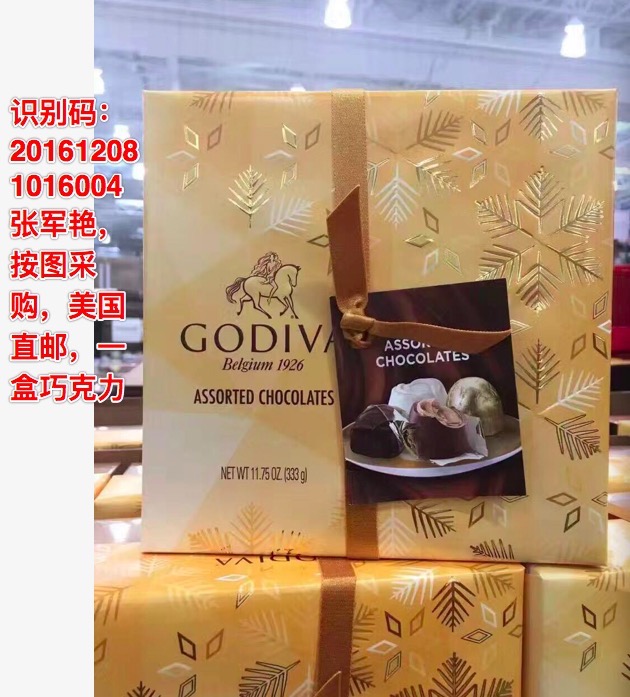 识别码：
20161208
1016004
张军艳，
按图采
购，美国
直邮，一
盒巧克力
GODIVA
Belgium 1926
ASSORTED CHOCOLATES
NET WT 11.75 OZ. (333 g)
CHOCOLATES
GODIVA